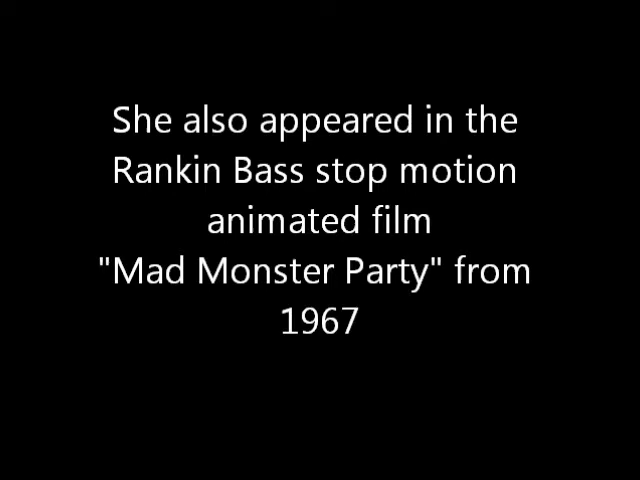 She also appeared in the
Rankin Bass stop motion
animated film
"Mad Monster Party" from
1967